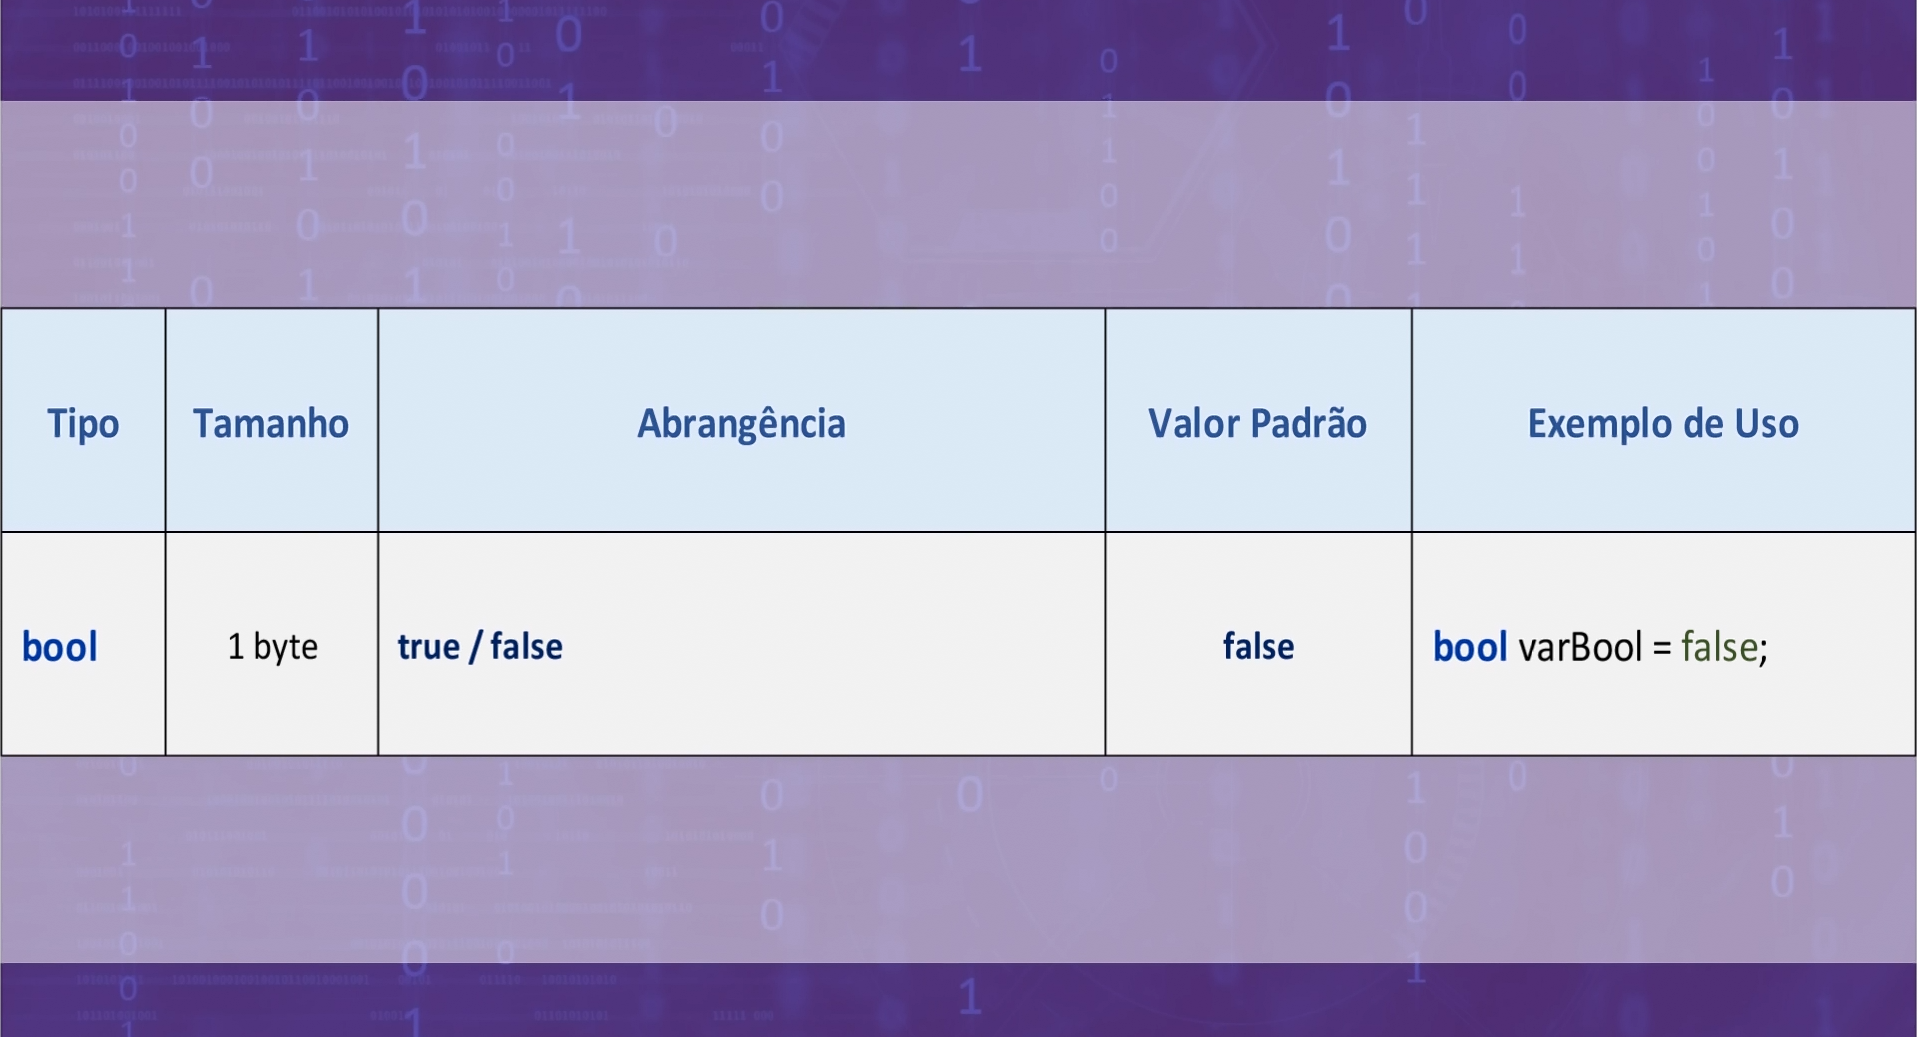 Tipo Tamanho Abrangência Valor Padrão Exemplo de Uso
bool 1 byte true / false false bool varBool = false;